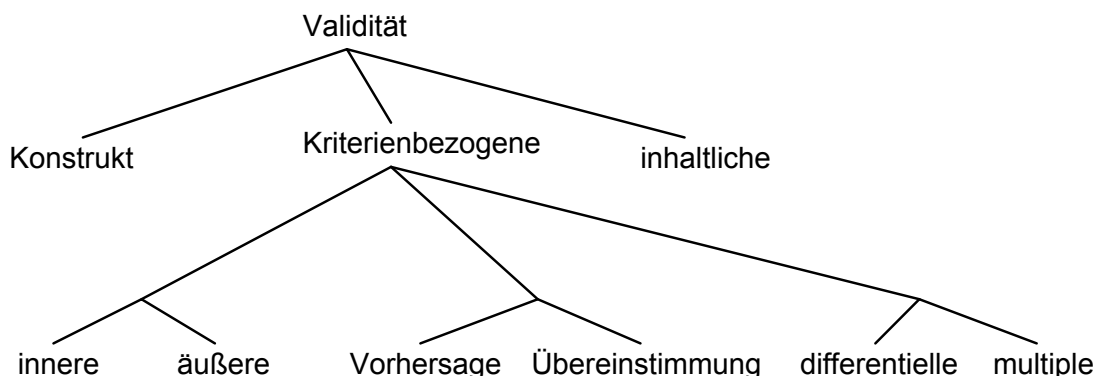 Validität
Konstrukt Kriterienbezogene inhaltliche
innere äußere Vorhersage Übereinstimmung differentielle multiple